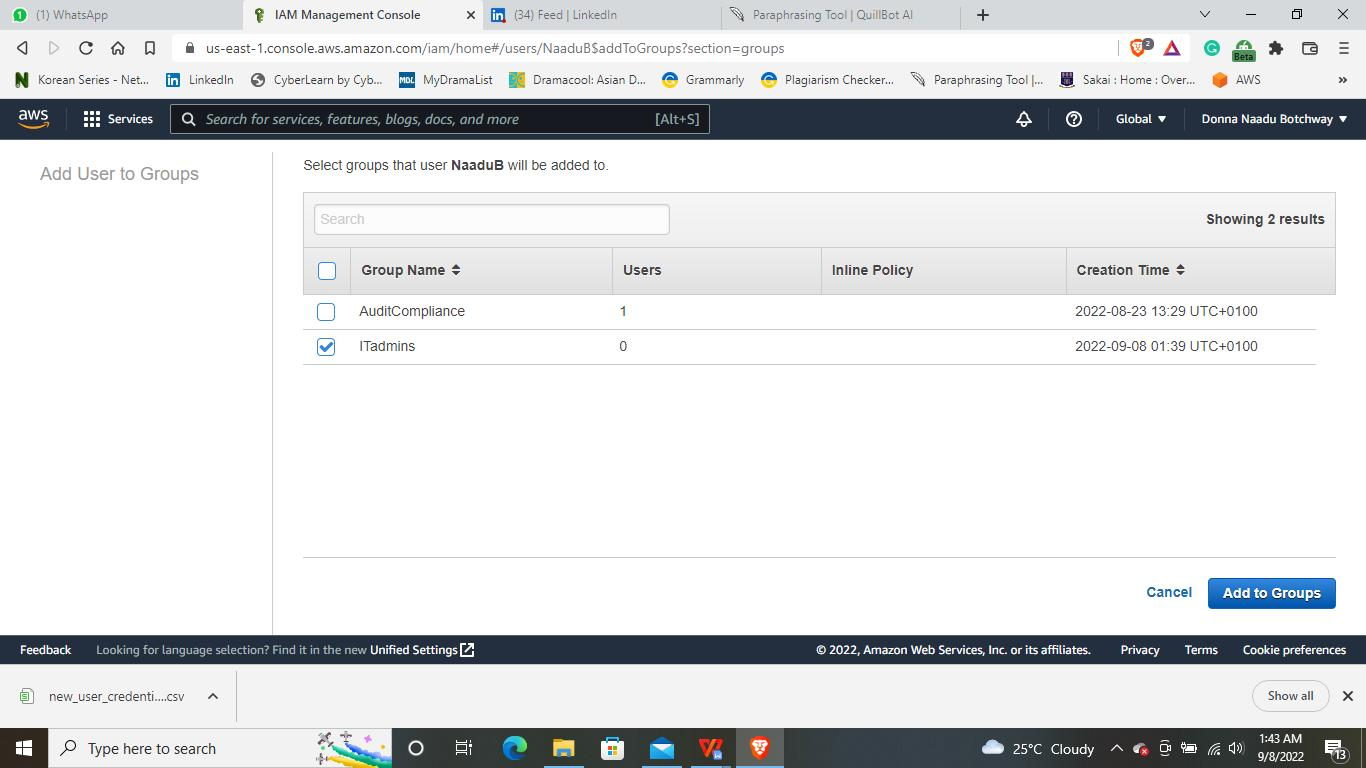 (1) WhatsApp
IAM Management Console
(34) Feed | LinkedIn
Paraphrasing Tool | QuillBot AI
us-east-1.console.aws.amazon.com/iam/home#/users/NaaduB$addToGroups?section=groups
2
Beta
Korean Series - Net...
LinkedIn
CyberLearn by Cyb...
MDL MyDramaList
Dramacool: Asian D...
Grammarly
Plagiarism Checker...
Paraphrasing Tool |...
Sakai : Home : Over...
AWS
aws
Services
Search for services, features, blogs, docs, and more [Alt+S]
Global
Donna Naadu Botchway
Add User to Groups
Select groups that user NaaduB will be added to.
Search
Showing 2 results
Group Name Users Inline Policy Creation Time
AuditCompliance 1 2022-08-23 13:29 UTC+0100
ITadmins 0 2022-09-08 01:39 UTC+0100
Cancel Add to Groups
Feedback Looking for language selection? Find it in the new Unified Settings © 2022, Amazon Web Services, Inc. or its affiliates. Privacy Terms Cookie preferences
new_user_credenti....csv
Show all
Type here to search
25°C Cloudy
1:43 AM
9/8/2022
13